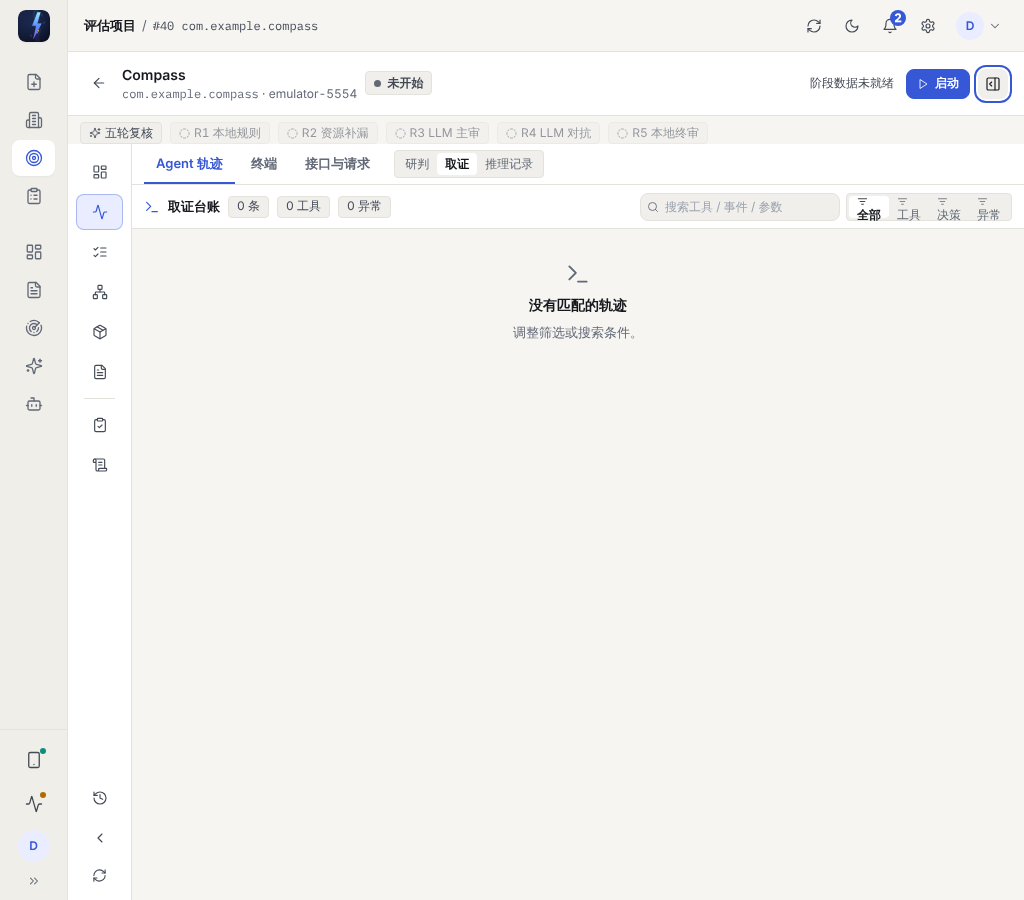 评估项目 / #40 com.example.compass
2
D
Compass
com.example.compass · emulator-5554
未开始
阶段数据未就绪
启动
五轮复核
R1 本地规则
R2 资源补漏
R3 LLM 主审
R4 LLM 对抗
R5 本地终审
Agent 轨迹
终端
接口与请求
研判
取证
推理记录
取证台账
0 条
0 工具
0 异常
搜索工具 / 事件 / 参数
全部
工具
决策
异常
没有匹配的轨迹
调整筛选或搜索条件。
D